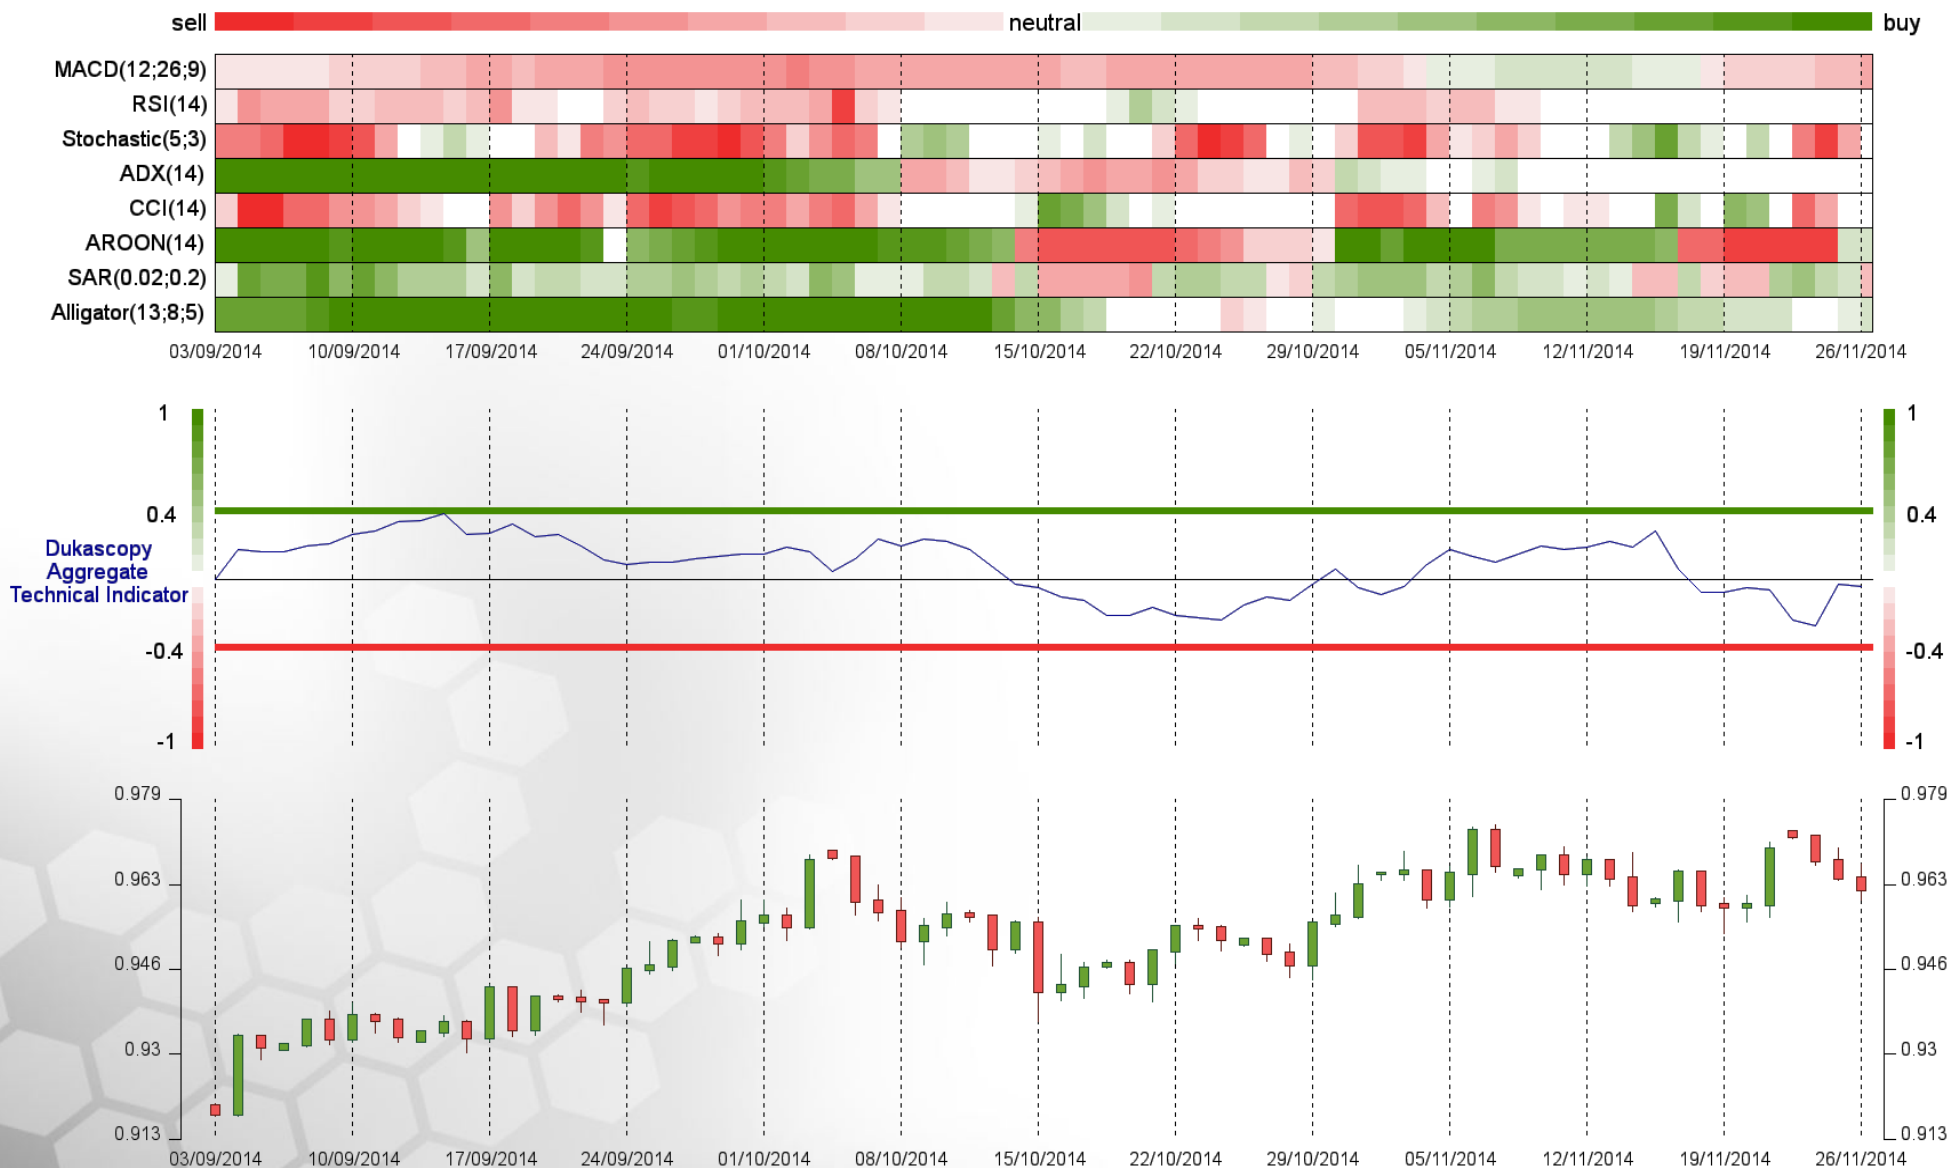 sell neutral buy
MACD(12;26;9)
RSI(14)
Stochastic(5;3)
ADX(14)
CCI(14)
AROON(14)
SAR(0.02;0.2)
Alligator(13;8;5)
03/09/2014 10/09/2014 17/09/2014 24/09/2014 01/10/2014 08/10/2014 15/10/2014 22/10/2014 29/10/2014 05/11/2014 12/11/2014 19/11/2014 26/11/2014
1 1
0.4 0.4
Dukascopy
Aggregate
Technical Indicator
-0.4 -0.4
-1 -1
0.979 0.979
0.963 0.963
0.946 0.946
0.93 0.93
0.913 0.913
03/09/2014 10/09/2014 17/09/2014 24/09/2014 01/10/2014 08/10/2014 15/10/2014 22/10/2014 29/10/2014 05/11/2014 12/11/2014 19/11/2014 26/11/2014